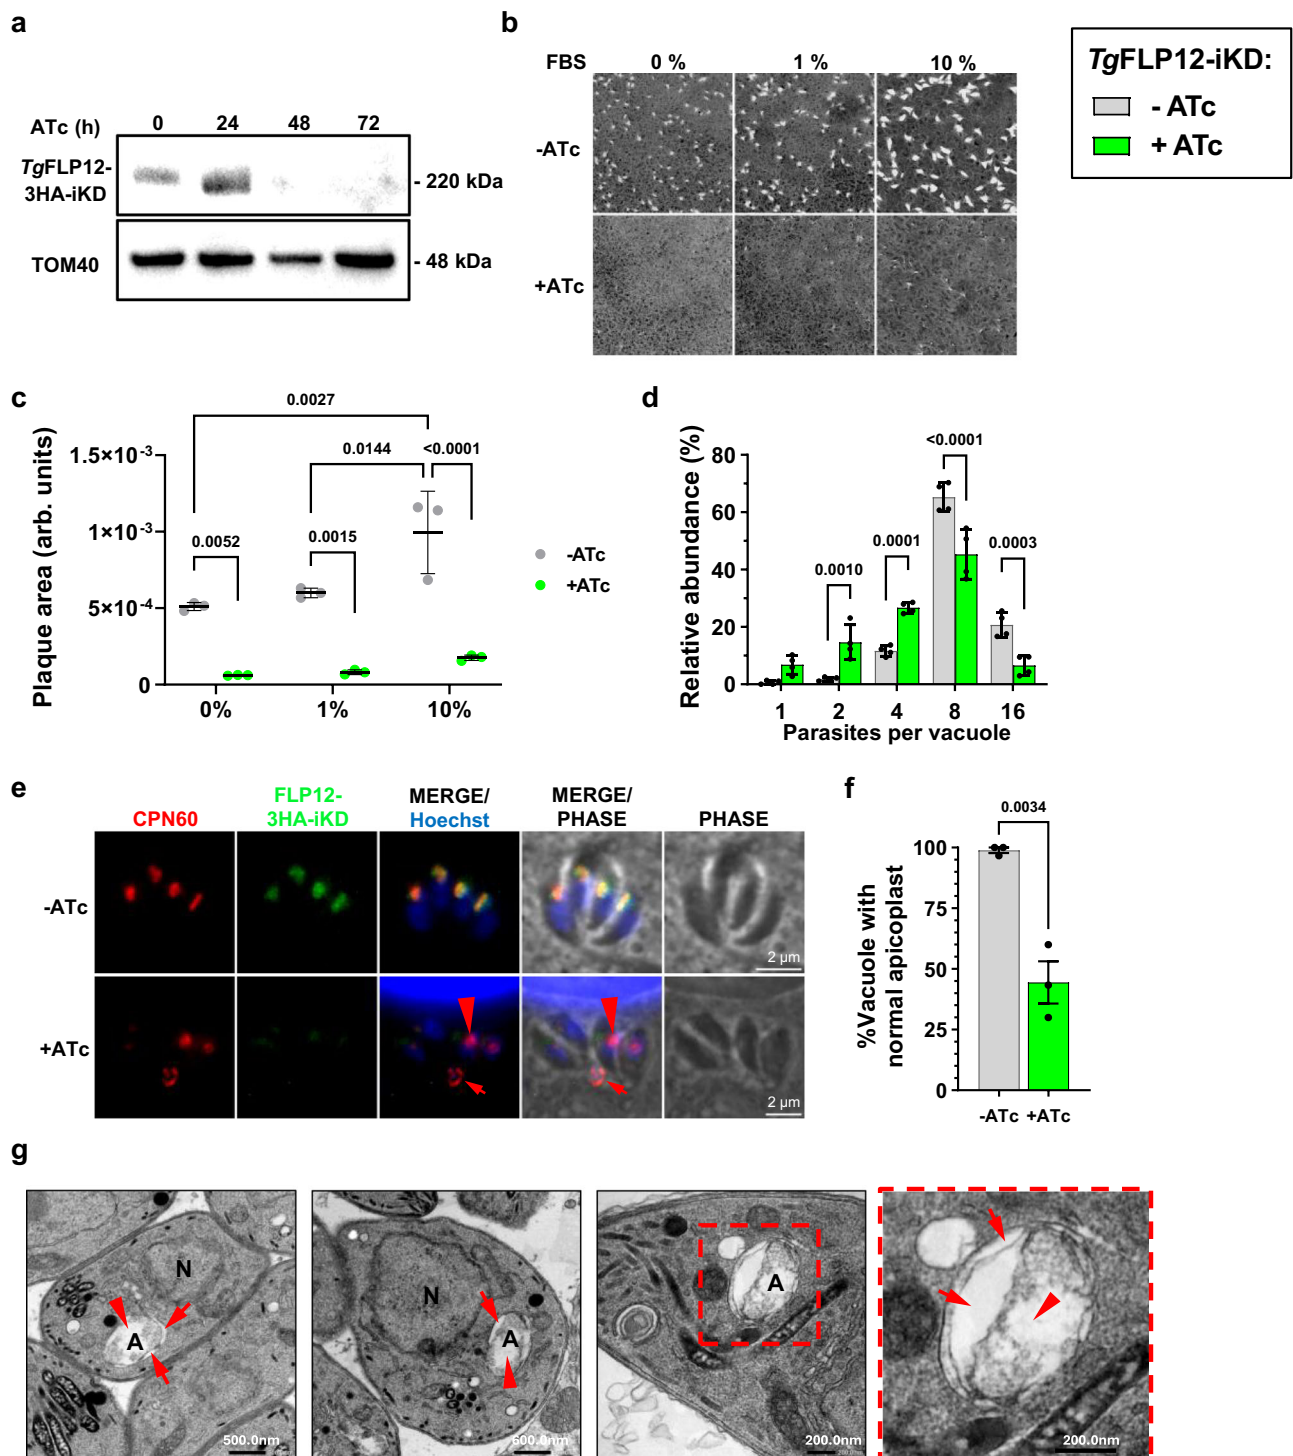 a
ATc (h) 0 24 48 72
TgFLP12-
3HA-iKD
- 220 kDa
TOM40
- 48 kDa
b
FBS 0 % 1 % 10 %
-ATc
+ATc
TgFLP12-iKD:
- ATc
+ ATc
c
Plaque area (arb. units)
1.5×10⁻³
1×10⁻³
5×10⁻⁴
0
0.0027
0.0144
<0.0001
0.0052
0.0015
0% 1% 10%
-ATc
+ATc
d
Relative abundance (%)
80
60
40
20
0
<0.0001
0.0001
0.0003
0.0010
1 2 4 8 16
Parasites per vacuole
e
CPN60
FLP12-
3HA-iKD
MERGE/
Hoechst
MERGE/
PHASE
PHASE
-ATc
2 µm
+ATc
2 µm
f
%Vacuole with
normal apicoplast
0.0034
100
75
50
25
0
-ATc +ATc
g
N
A
500.0nm
N
A
600.0nm
A
200.0nm
200.0nm